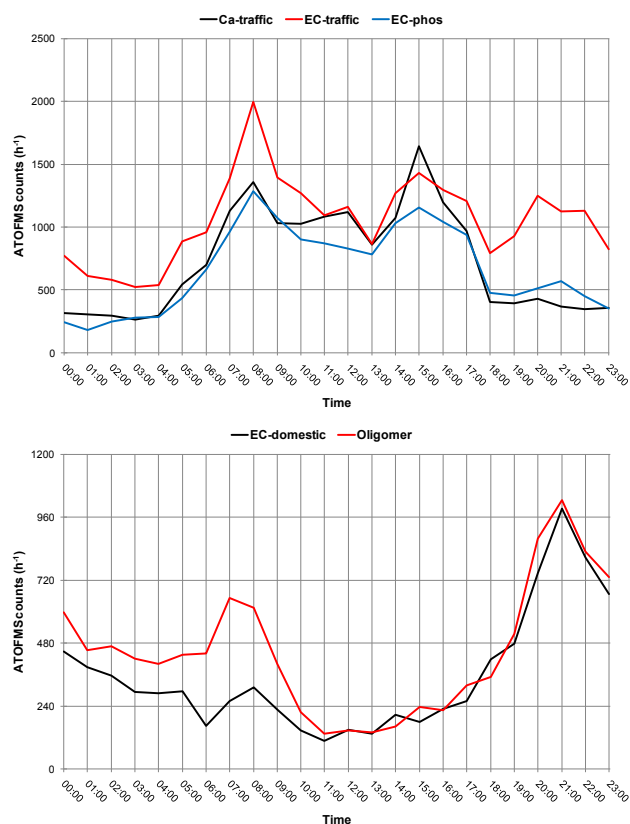 Ca-traffic EC-traffic EC-phos
2500
2000
1500
1000
500
0
ATOFMS counts (h-1)
00:00 01:00 02:00 03:00 04:00 05:00 06:00 07:00 08:00 09:00 10:00 11:00 12:00 13:00 14:00 15:00 16:00 17:00 18:00 19:00 20:00 21:00 22:00 23:00
Time
EC-domestic Oligomer
1200
960
720
480
240
0
ATOFMS counts (h-1)
00:00 01:00 02:00 03:00 04:00 05:00 06:00 07:00 08:00 09:00 10:00 11:00 12:00 13:00 14:00 15:00 16:00 17:00 18:00 19:00 20:00 21:00 22:00 23:00
Time